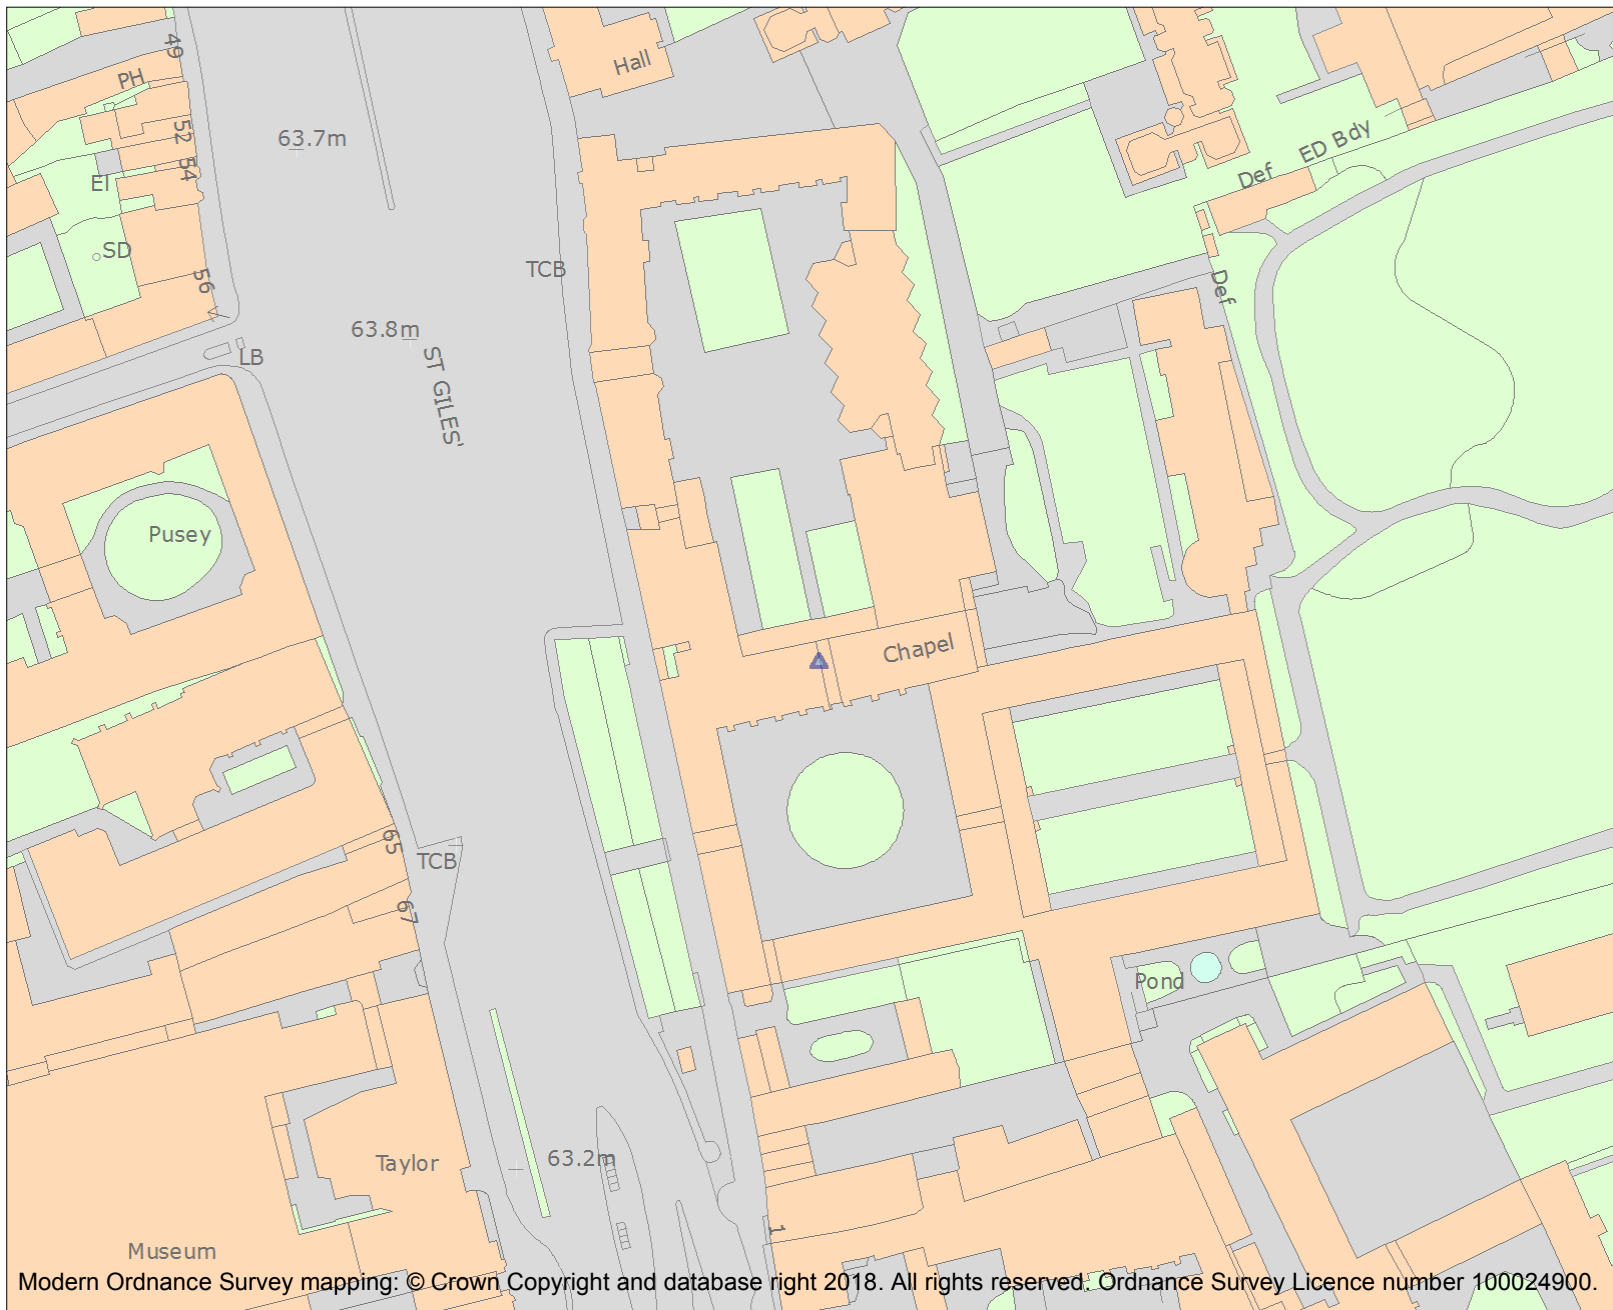 49
Hall
PH
52
63.7m
54
ED Bdy
Def
EI
SD
TCB
56
Def
63.8m
LB
ST GILES'
Pusey
Chapel
65
TCB
67
Pond
63.2m
Taylor
1
Museum
Modern Ordnance Survey mapping: © Crown Copyright and database right 2018. All rights reserved. Ordnance Survey Licence number 100024900.